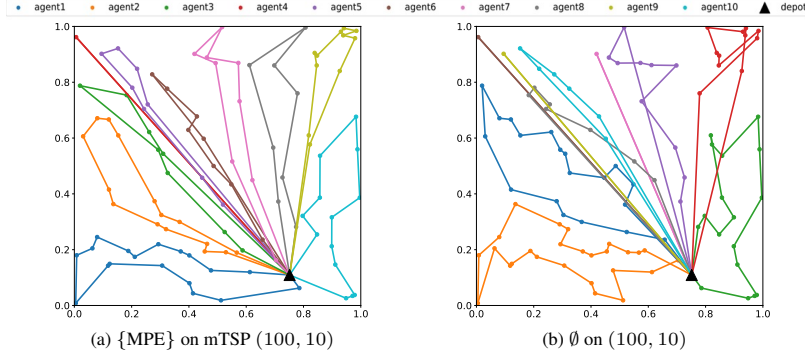 agent1 agent2 agent3 agent4 agent5 agent6 agent7 agent8 agent9 agent10 depot
1.0
0.8
0.6
0.4
0.2
0.0
0.0 0.2 0.4 0.6 0.8 1.0
(a) {MPE} on mTSP (100, 10)
1.0
0.8
0.6
0.4
0.2
0.0
0.0 0.2 0.4 0.6 0.8 1.0
(b) ∅ on (100, 10)